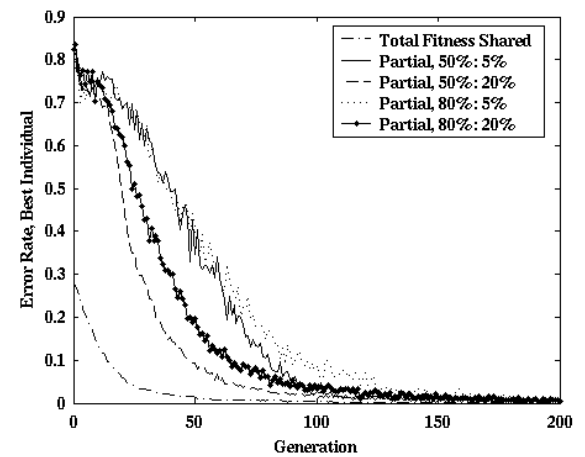 0.9
0.8
0.7
0.6
0.5
0.4
0.3
0.2
0.1
0
Error Rate, Best Individual
Total Fitness Shared
Partial, 50%: 5%
Partial, 50%: 20%
Partial, 80%: 5%
Partial, 80%: 20%
0 50 100 150 200
Generation